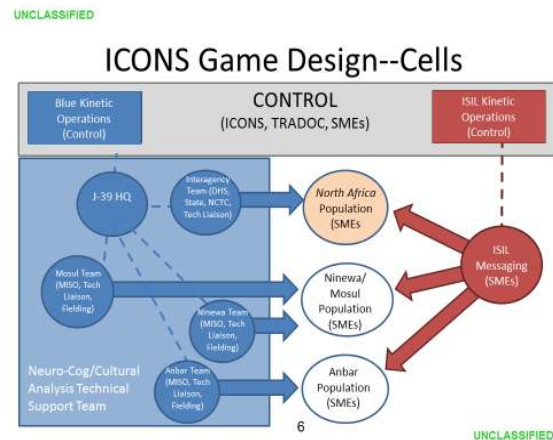 UNCLASSIFIED
ICONS Game Design--Cells
Blue Kinetic
Operations
(Control)
CONTROL
(ICONS, TRADOC, SMEs)
ISIL Kinetic
Operations
(Control)
J-39 HQ
Interagency
Team (DHS,
State, NCTC,
Tech Liaison)
North Africa
Population
(SMEs
ISIL
Messaging
(SMEs)
Mosul Team
(MISO, Tech
Liaison,
Fielding)
Ninewa Team
(MISO, Tech
Liaison,
Fielding)
Ninewa/
Mosul
Population
(SMEs)
Neuro-Cog/Cultural
Analysis Technical
Support Team
Anbar Team
(MISO, Tech
Liaison,
Fielding)
Anbar
Population
(SMEs)
6
UNCLASSIFIED